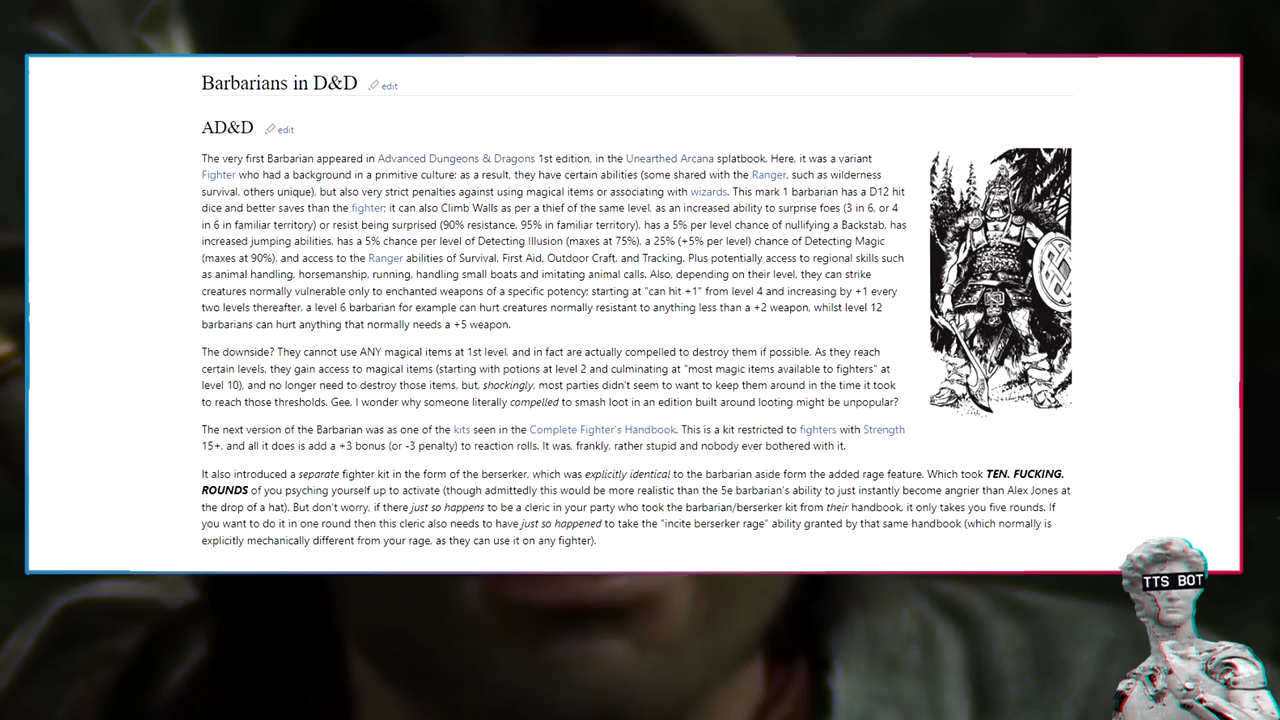 Barbarians in D&D edit
AD&D edit
The very first Barbarian appeared in Advanced Dungeons & Dragons 1st edition, in the Unearthed Arcana splatbook. Here, it was a variant
Fighter who had a background in a primitive culture: as a result, they have certain abilities (some shared with the Ranger, such as wilderness
survival, others unique), but also very strict penalties against using magical items or associating with wizards. This mark 1 barbarian has a D12 hit
dice and better saves than the fighter: it can also Climb Walls as per a thief of the same level, as an increased ability to surprise foes (3 in 6, or 4
in 6 in familiar territory) or resist being surprised (90% resistance, 95% in familiar territory), has a 5% per level chance of nullifying a Backstab, has
increased jumping abilities, has a 5% chance per level of Detecting Illusion (maxes at 75%), a 25% (+5% per level) chance of Detecting Magic
(maxes at 90%), and access to the Ranger abilities of Survival, First Aid, Outdoor Craft, and Tracking. Plus potentially access to regional skills such
as animal handling, horsemanship, running, handling small boats and imitating animal calls. Also, depending on their level, they can strike
creatures normally vulnerable only to enchanted weapons of a specific potency: starting at "can hit +1" from level 4 and increasing by +1 every
two levels thereafter, a level 6 barbarian for example can hurt creatures normally resistant to anything less than a +2 weapon, whilst level 12
barbarians can hurt anything that normally needs a +5 weapon.
The downside? They cannot use ANY magical items at 1st level, and in fact are actually compelled to destroy them if possible. As they reach
certain levels, they gain access to magical items (starting with potions at level 2 and culminating at "most magic items available to fighters" at
level 10), and no longer need to destroy those items, but, shockingly, most parties didn't seem to want to keep them around in the time it took
to reach those thresholds. Gee, I wonder why someone literally compelled to smash loot in an edition built around looting might be unpopular?
The next version of the Barbarian was as one of the kits seen in the Complete Fighter's Handbook. This is a kit restricted to fighters with Strength
15+, and all it does is add a +3 bonus (or -3 penalty) to reaction rolls. It was, frankly, rather stupid and nobody ever bothered with it.
It also introduced a separate fighter kit in the form of the berserker, which was explicitly identical to the barbarian aside form the added rage feature. Which took TEN. FUCKING.
ROUNDS of you psyching yourself up to activate (though admittedly this would be more realistic than the 5e barbarian's ability to just instantly become angrier than Alex Jones at
the drop of a hat). But don't worry, if there just so happens to be a cleric in your party who took the barbarian/berserker kit from their handbook, it only takes you five rounds. If
you want to do it in one round then this cleric also needs to have just so happened to take the "incite berserker rage" ability granted by that same handbook (which normally is
explicitly mechanically different from your rage, as they can use it on any fighter).
TTS BOT